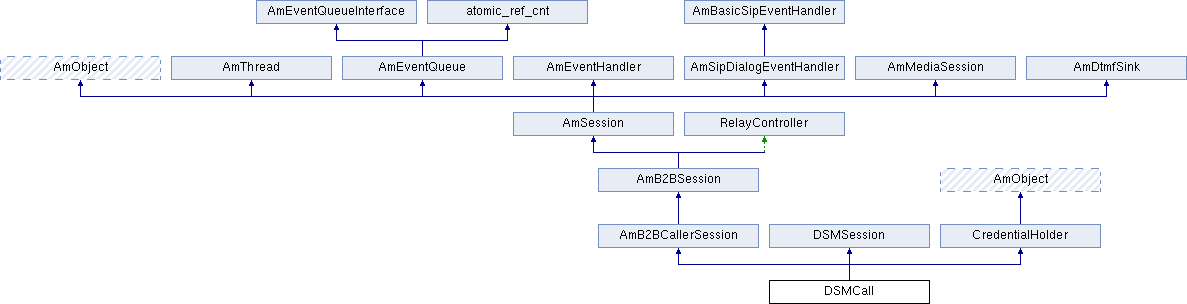 AmEventQueueInterface
atomic_ref_cnt
AmBasicSipEventHandler
AmObject
AmThread
AmEventQueue
AmEventHandler
AmSipDialogEventHandler
AmMediaSession
AmDtmfSink
AmSession
RelayController
AmB2BSession
AmObject
AmB2BCallerSession
DSMSession
CredentialHolder
DSMCall